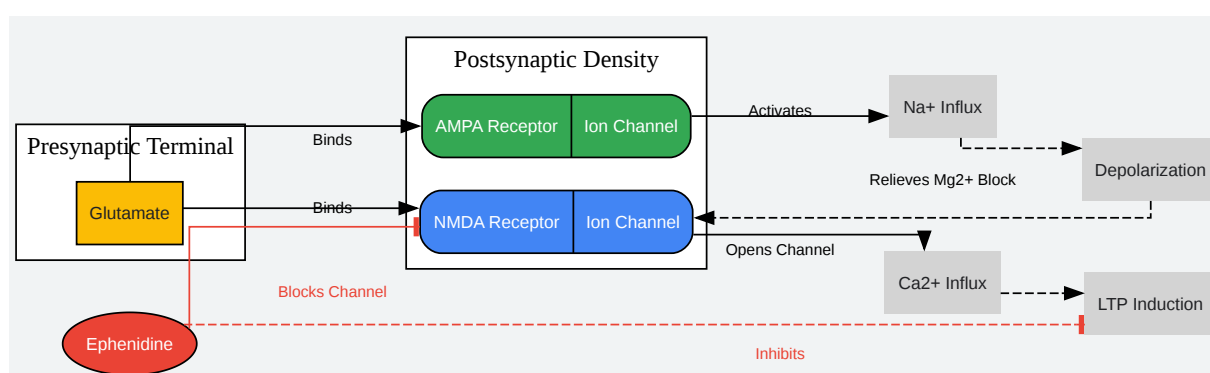 Postsynaptic Density
AMPA Receptor
Ion Channel
Activates
Na+ Influx
Presynaptic Terminal
Binds
Depolarization
Relieves Mg2+ Block
Glutamate
Binds
NMDA Receptor
Ion Channel
Opens Channel
Ca2+ Influx
Blocks Channel
LTP Induction
Ephenidine
Inhibits